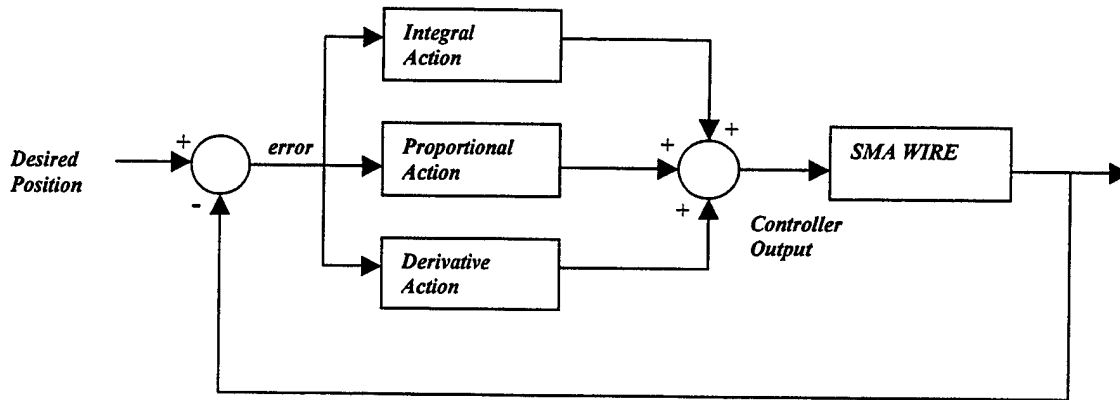 Integral
Action
+
+
Desired
Position
error
Proportional
Action
+
SMA WIRE
-
+
Controller
Output
Derivative
Action